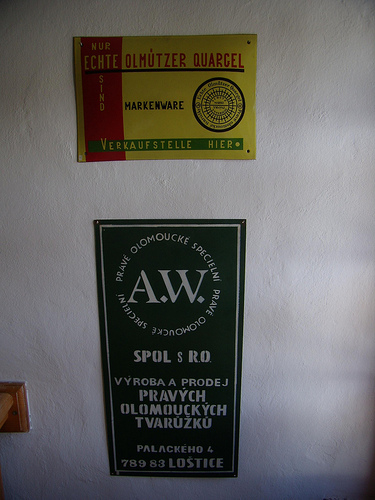 NUR
ECHTE OLMÜTZER QUARGEL
SIND
MARKENWARE
VERKAUFSTELLE HIER
PRAVÉ OLOMOUCKÉ SPECIELNÍ
PRAVÉ OLOMOUCKÉ SPECIELNÍ
A.W.
SPOL S R.O.
VÝROBA A PRODEJ
PRAVÝCH
OLOMOUCKÝCH
TVARŮŽKŮ
PALACKÉHO 4
789 83 LOŠTICE